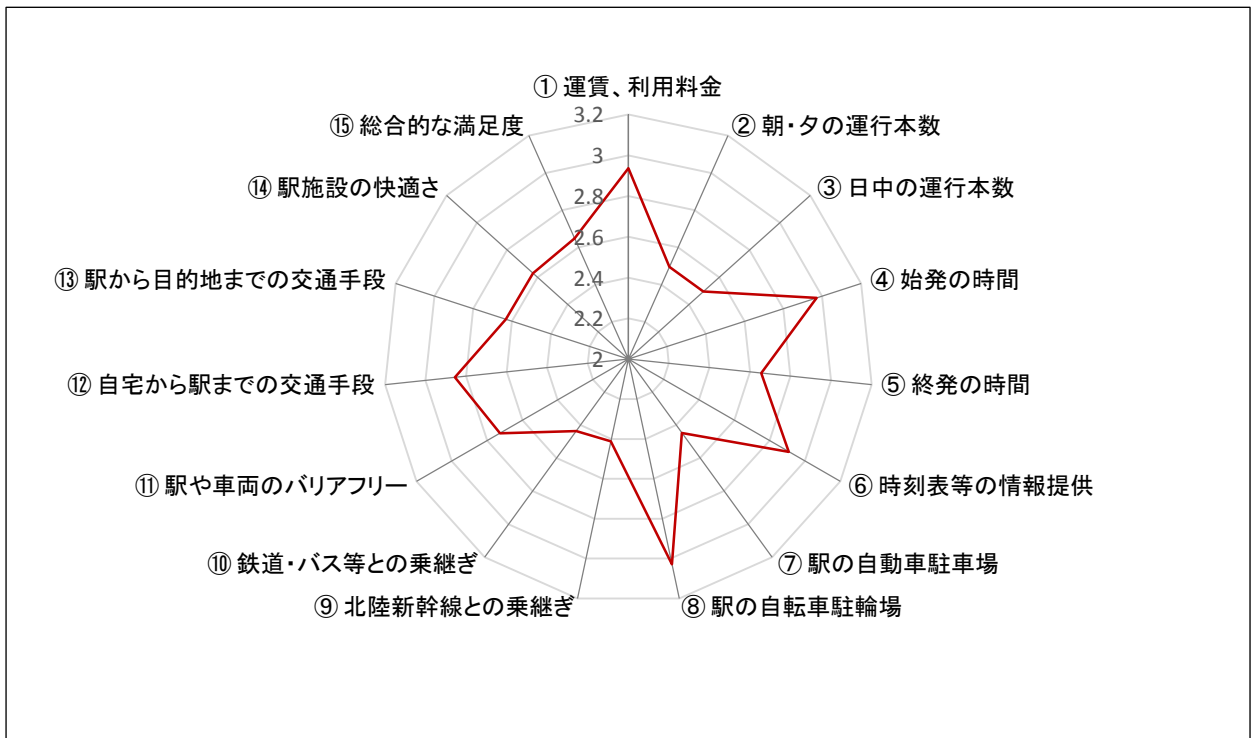 ① 運賃、利用料金
② 朝・夕の運行本数
③ 日中の運行本数
④ 始発の時間
⑤ 終発の時間
⑥ 時刻表等の情報提供
⑦ 駅の自動車駐車場
⑧ 駅の自転車駐輪場
⑨ 北陸新幹線との乗継ぎ
⑩ 鉄道・バス等との乗継ぎ
⑪ 駅や車両のバリアフリー
⑫ 自宅から駅までの交通手段
⑬ 駅から目的地までの交通手段
⑭ 駅施設の快適さ
⑮ 総合的な満足度
3.2
3
2.8
2.6
2.4
2.2
2